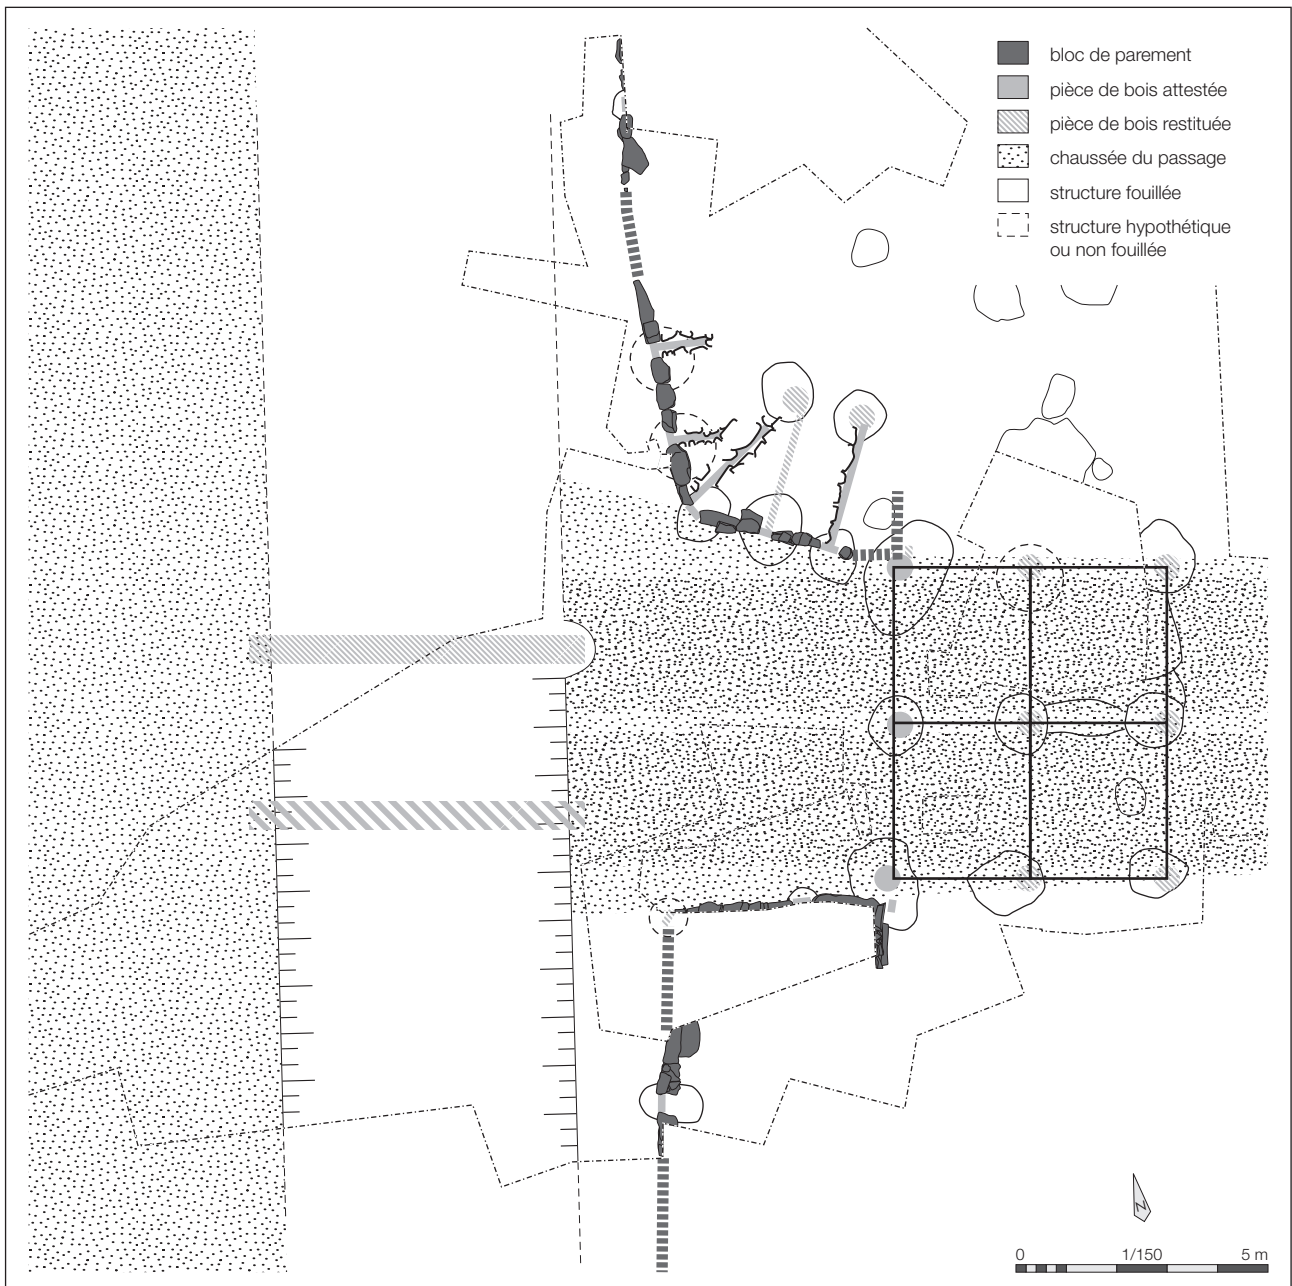 bloc de parement
pièce de bois attestée
pièce de bois restituée
chaussée du passage
structure fouillée
structure hypothétique
ou non fouillée
N
0 1/150 5 m